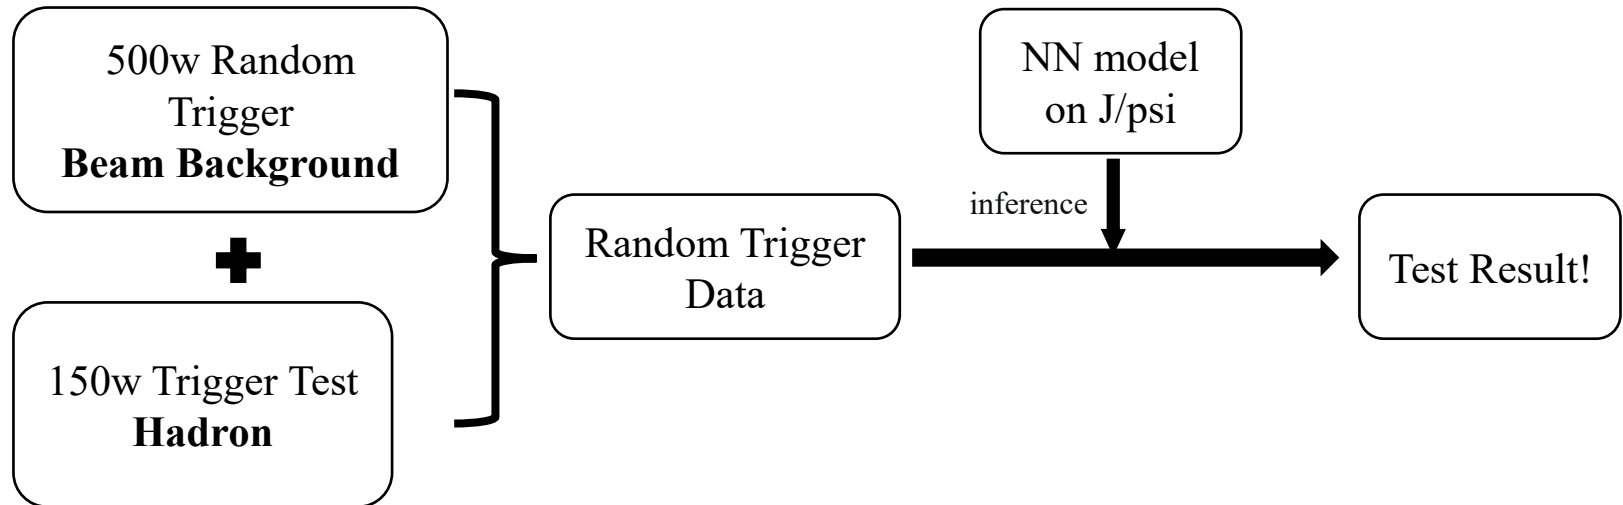 500w Random
Trigger
Beam Background
150w Trigger Test
Hadron
Random Trigger
Data
NN model
on J/psi
inference
Test Result!